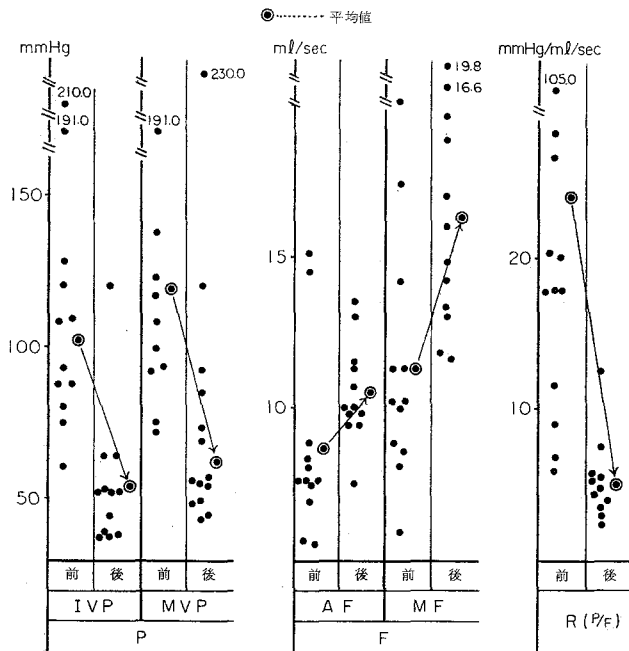 平均値
mmHg
ml/sec
mmHg/ml/sec
210.0
191.0
191.0
230.0
19.8
16.6
105.0
150
100
50
15
10
20
10
前 後 前 後
前 後 前 後
前 後
IVP MVP
AF MF
P
F
R (P/F)